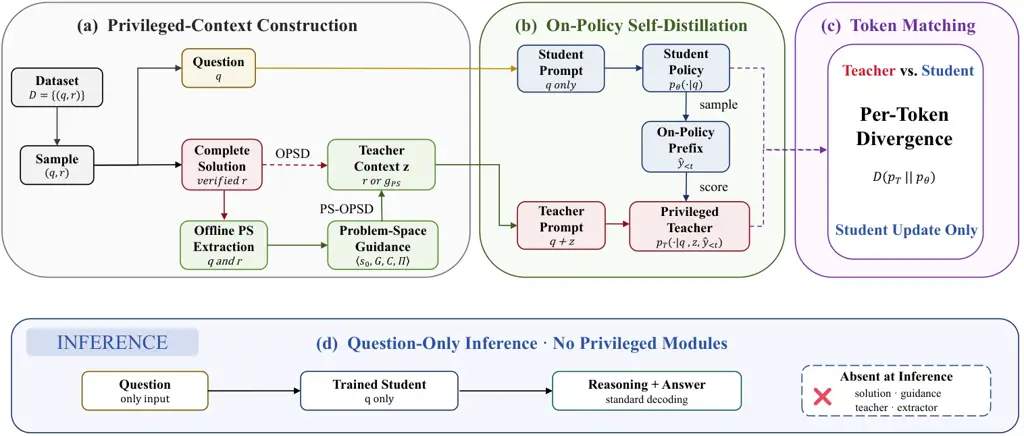 (a) Privileged-Context Construction
Dataset
D = {(q, r)}
Sample
(q, r)
Question
q
Complete
Solution
verified r
OPSD
Teacher
Context z
r or g_PS
PS-OPSD
Offline PS
Extraction
q and r
Problem-Space
Guidance
⟨s₀, G, C, Π⟩
(b) On-Policy Self-Distillation
Student
Prompt
q only
Student
Policy
p_θ(·|q)
sample
On-Policy
Prefix
ŷ_<t
score
Teacher
Prompt
q + z
Privileged
Teacher
p_T(·|q , z, ŷ_<t)
(c) Token Matching
Teacher vs. Student
Per-Token
Divergence
D(p_T || p_θ)
Student Update Only
INFERENCE
(d) Question-Only Inference · No Privileged Modules
Question
only input
Trained Student
q only
Reasoning + Answer
standard decoding
Absent at Inference
solution · guidance
teacher · extractor